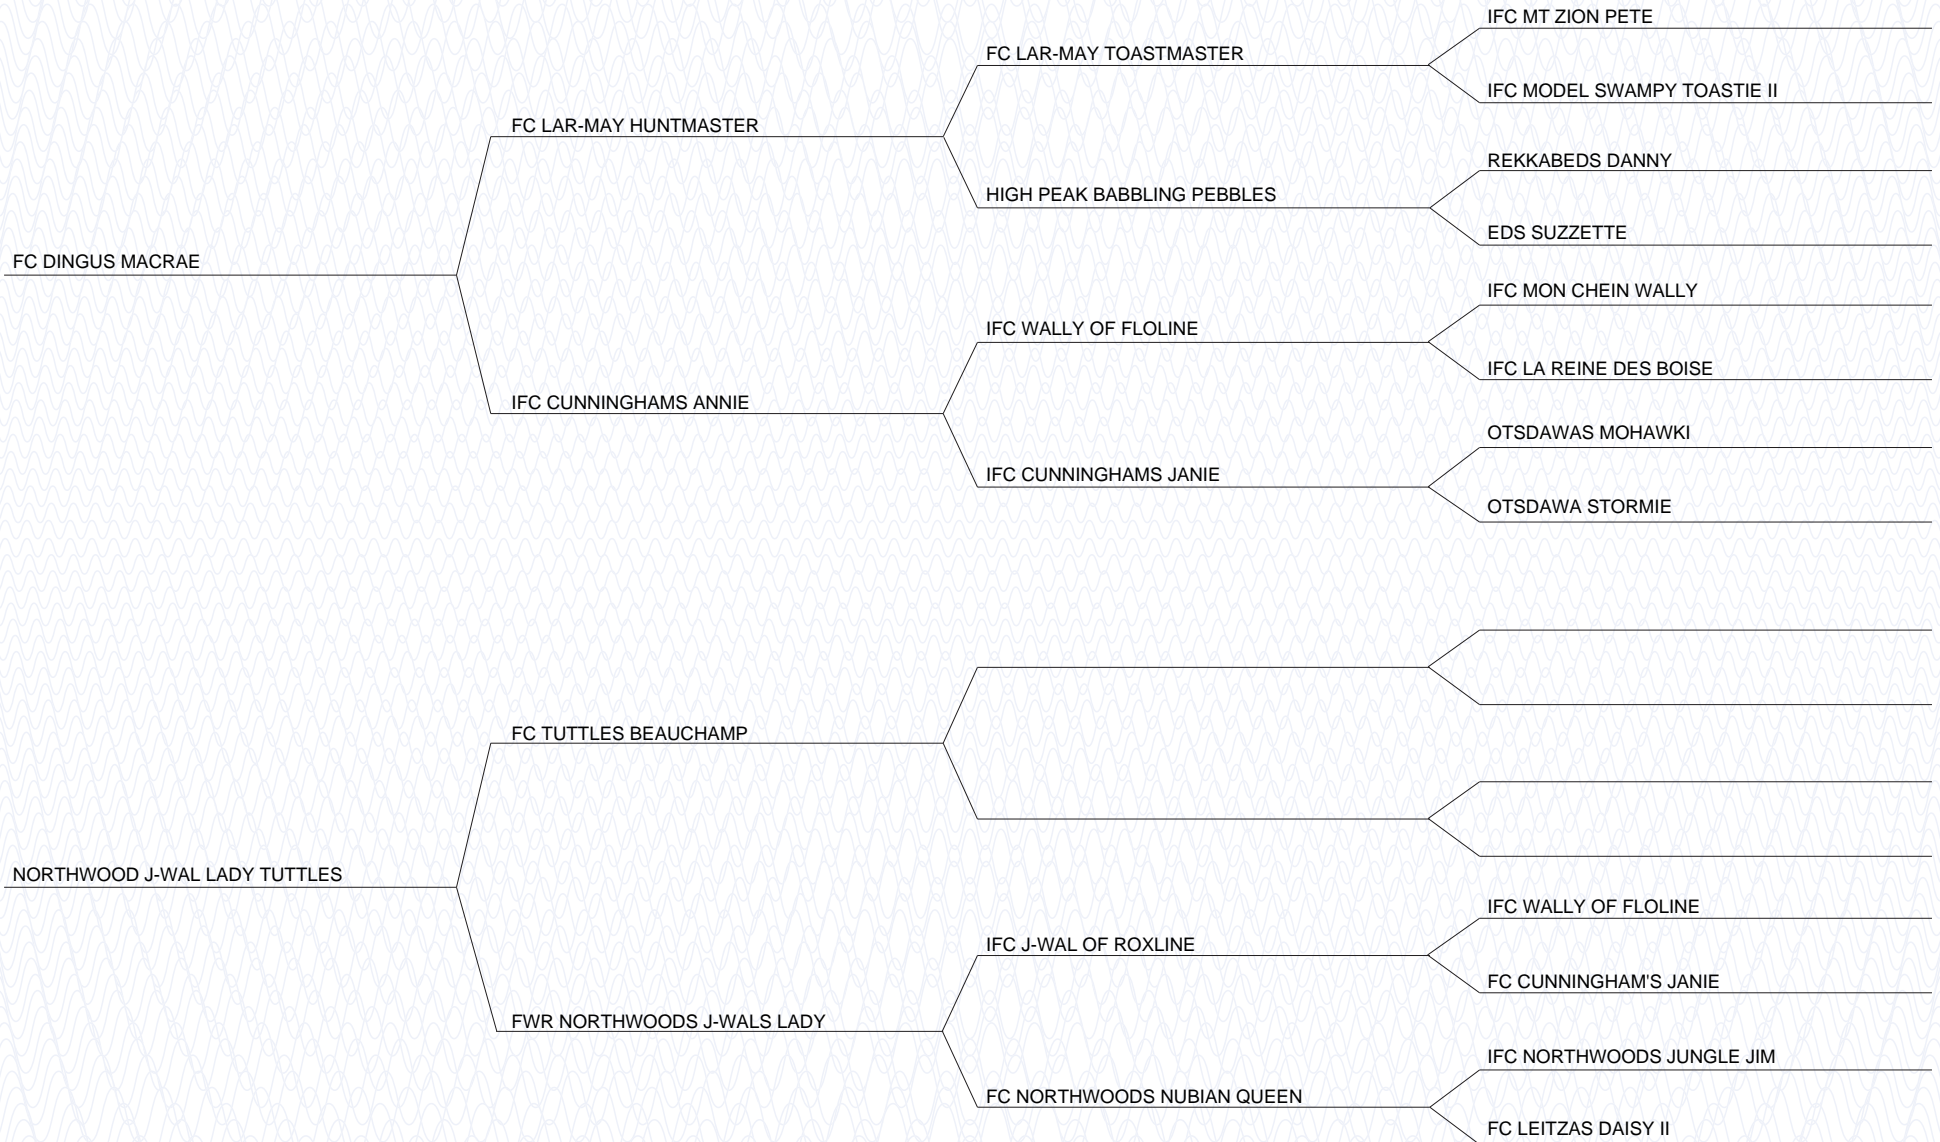 IFC MT ZION PETE
FC LAR-MAY TOASTMASTER
IFC MODEL SWAMPY TOASTIE II
FC LAR-MAY HUNTMASTER
REKKABEDS DANNY
HIGH PEAK BABBLING PEBBLES
EDS SUZZETTE
FC DINGUS MACRAE
IFC MON CHEIN WALLY
IFC WALLY OF FLOLINE
IFC LA REINE DES BOISE
IFC CUNNINGHAMS ANNIE
OTSDAWAS MOHAWKI
IFC CUNNINGHAMS JANIE
OTSDAWA STORMIE
FC TUTTLES BEAUCHAMP
NORTHWOOD J-WAL LADY TUTTLES
IFC WALLY OF FLOLINE
IFC J-WAL OF ROXLINE
FC CUNNINGHAM'S JANIE
FWR NORTHWOODS J-WALS LADY
IFC NORTHWOODS JUNGLE JIM
FC NORTHWOODS NUBIAN QUEEN
FC LEITZAS DAISY II